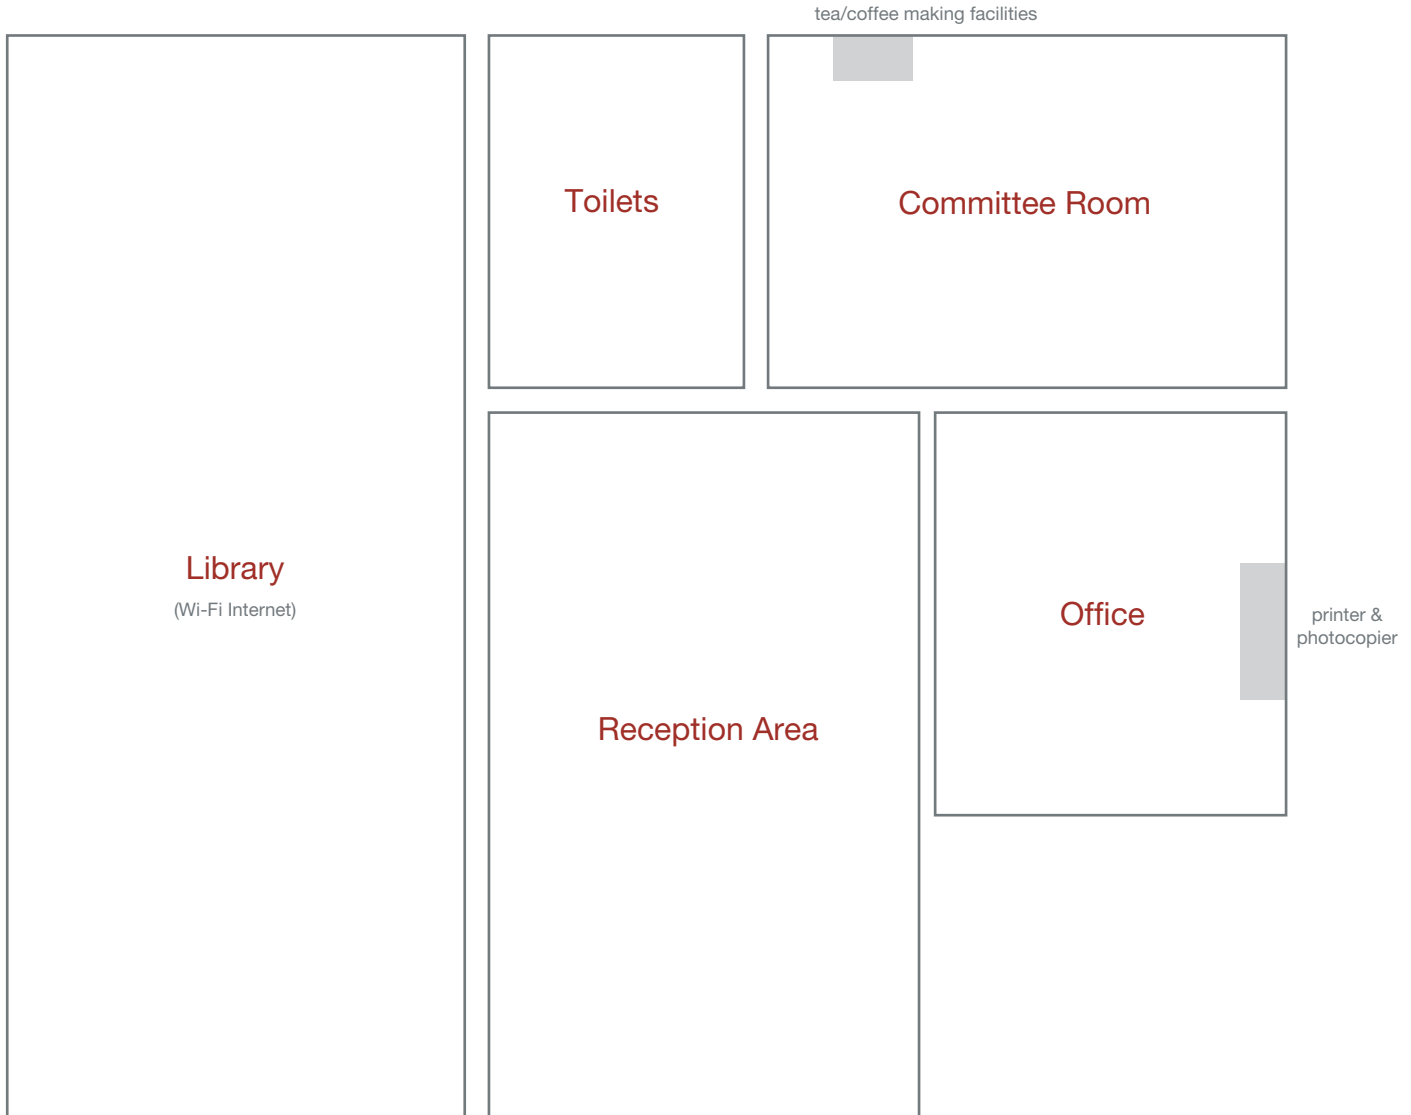 tea/coffee making facilities
Toilets
Committee Room
Library
(Wi-Fi Internet)
Office
printer &
photocopier
Reception Area